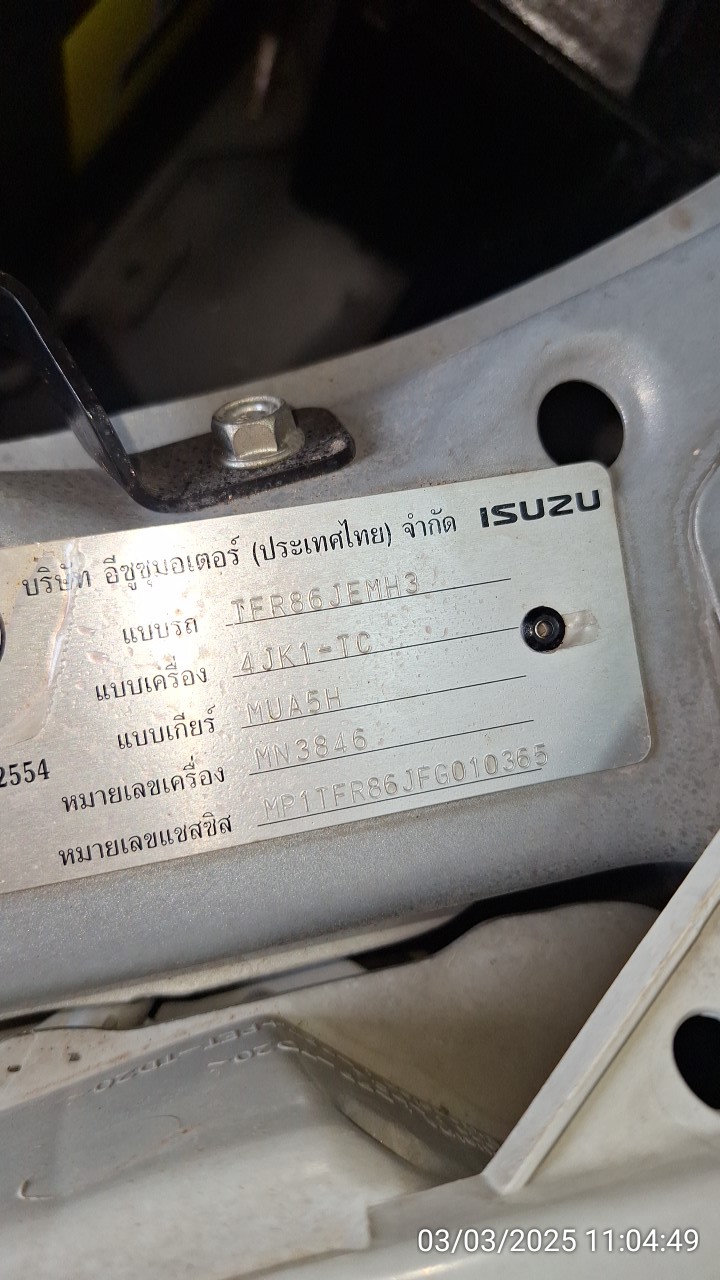 บริษัท อีซูซุมอเตอร์ (ประเทศไทย) จำกัด ISUZU
แบบรถ TFR86JEMH3
แบบเครื่อง 4JK1-TC
แบบเกียร์ MUA5H
2554 หมายเลขเครื่อง MN3846
หมายเลขแชสซิส MP1TFR86JFG010365
03/03/2025 11:04:49